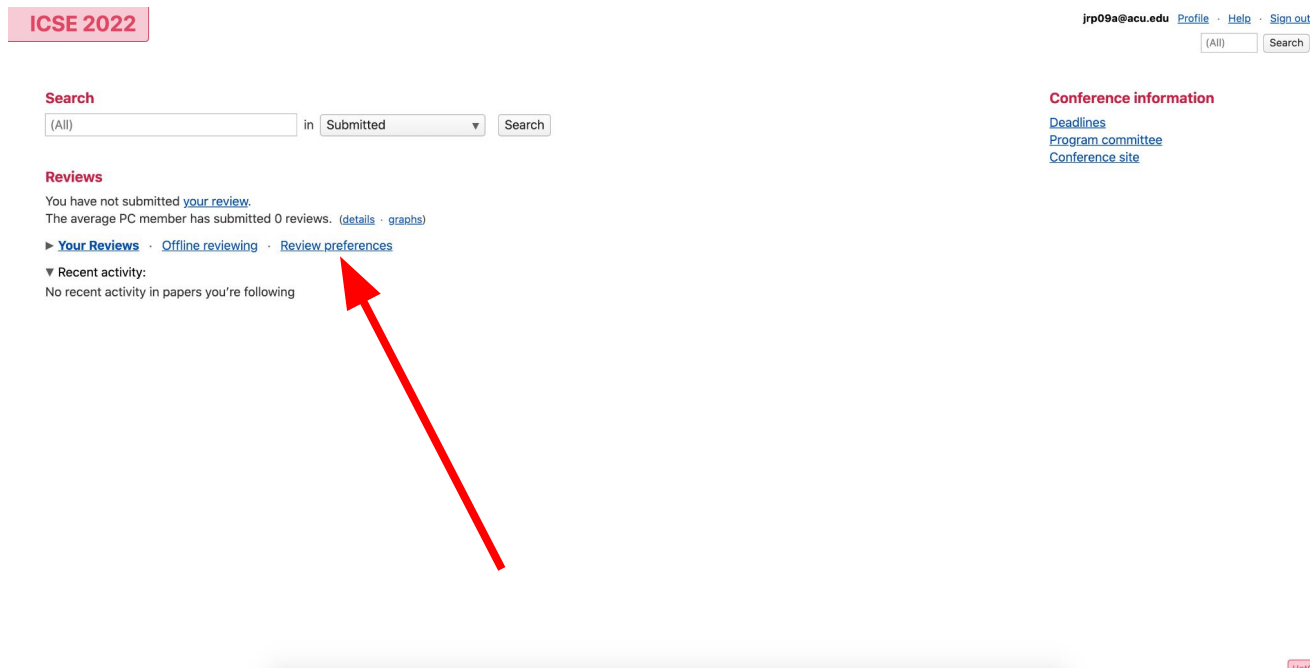 ICSE 2022
jrp09a@acu.edu Profile · Help · Sign out
(All) Search
Search
(All) in Submitted ▼ Search
Conference information
Deadlines
Program committee
Conference site
Reviews
You have not submitted your review.
The average PC member has submitted 0 reviews. (details · graphs)
▶ Your Reviews · Offline reviewing · Review preferences
▼ Recent activity:
No recent activity in papers you’re following